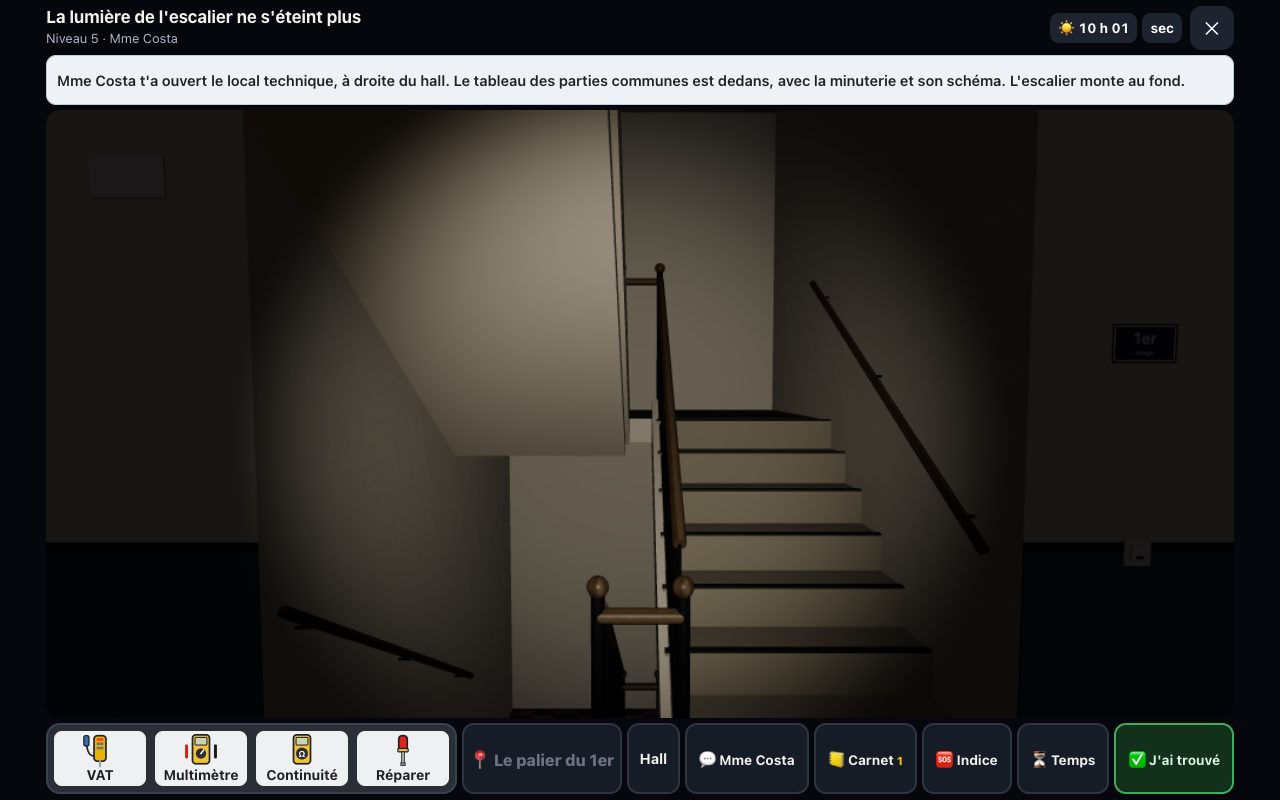 La lumière de l'escalier ne s'éteint plus
Niveau 5 · Mme Costa
10 h 01
sec
Mme Costa t'a ouvert le local technique, à droite du hall. Le tableau des parties communes est dedans, avec la minuterie et son schéma. L'escalier monte au fond.
1er
VAT
Multimètre
Continuité
Réparer
Le palier du 1er
Hall
Mme Costa
Carnet 1
SOS Indice
Temps
J'ai trouvé